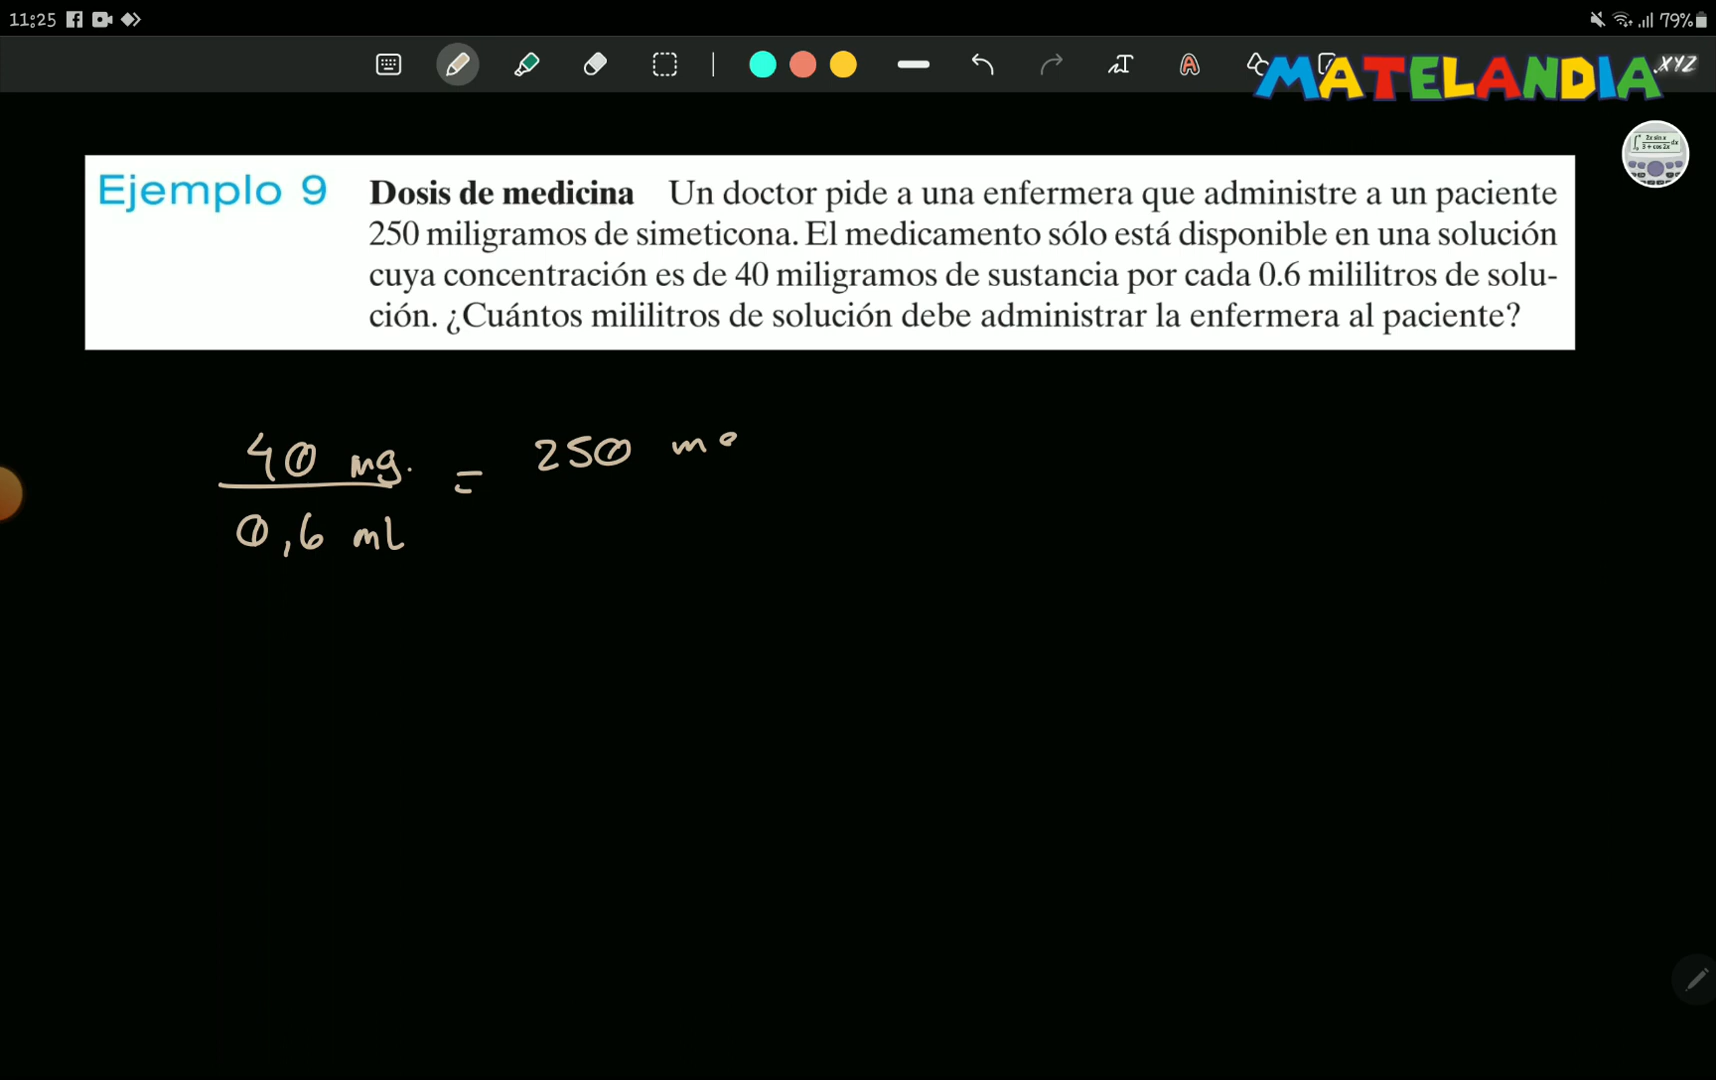 11:25 79%
MATELANDIA.XYZ
Ejemplo 9 Dosis de medicina Un doctor pide a una enfermera que administre a un paciente
250 miligramos de simeticona. El medicamento sólo está disponible en una solución
cuya concentración es de 40 miligramos de sustancia por cada 0.6 mililitros de solu-
ción. ¿Cuántos mililitros de solución debe administrar la enfermera al paciente?
40 mg. = 250 m
0,6 mL